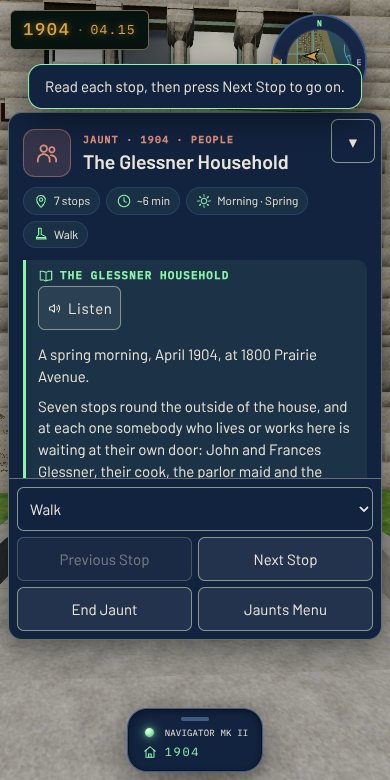 1904 · 04.15
N
E
Read each stop, then press Next Stop to go on.
JAUNT · 1904 · PEOPLE
The Glessner Household
▼
7 stops
~6 min
Morning · Spring
Walk
THE GLESSNER HOUSEHOLD
Listen
A spring morning, April 1904, at 1800 Prairie
Avenue.
Seven stops round the outside of the house, and
at each one somebody who lives or works here is
waiting at their own door: John and Frances
Glessner, their cook, the parlor maid and the
Walk
Previous Stop
Next Stop
End Jaunt
Jaunts Menu
NAVIGATOR MK II
1904